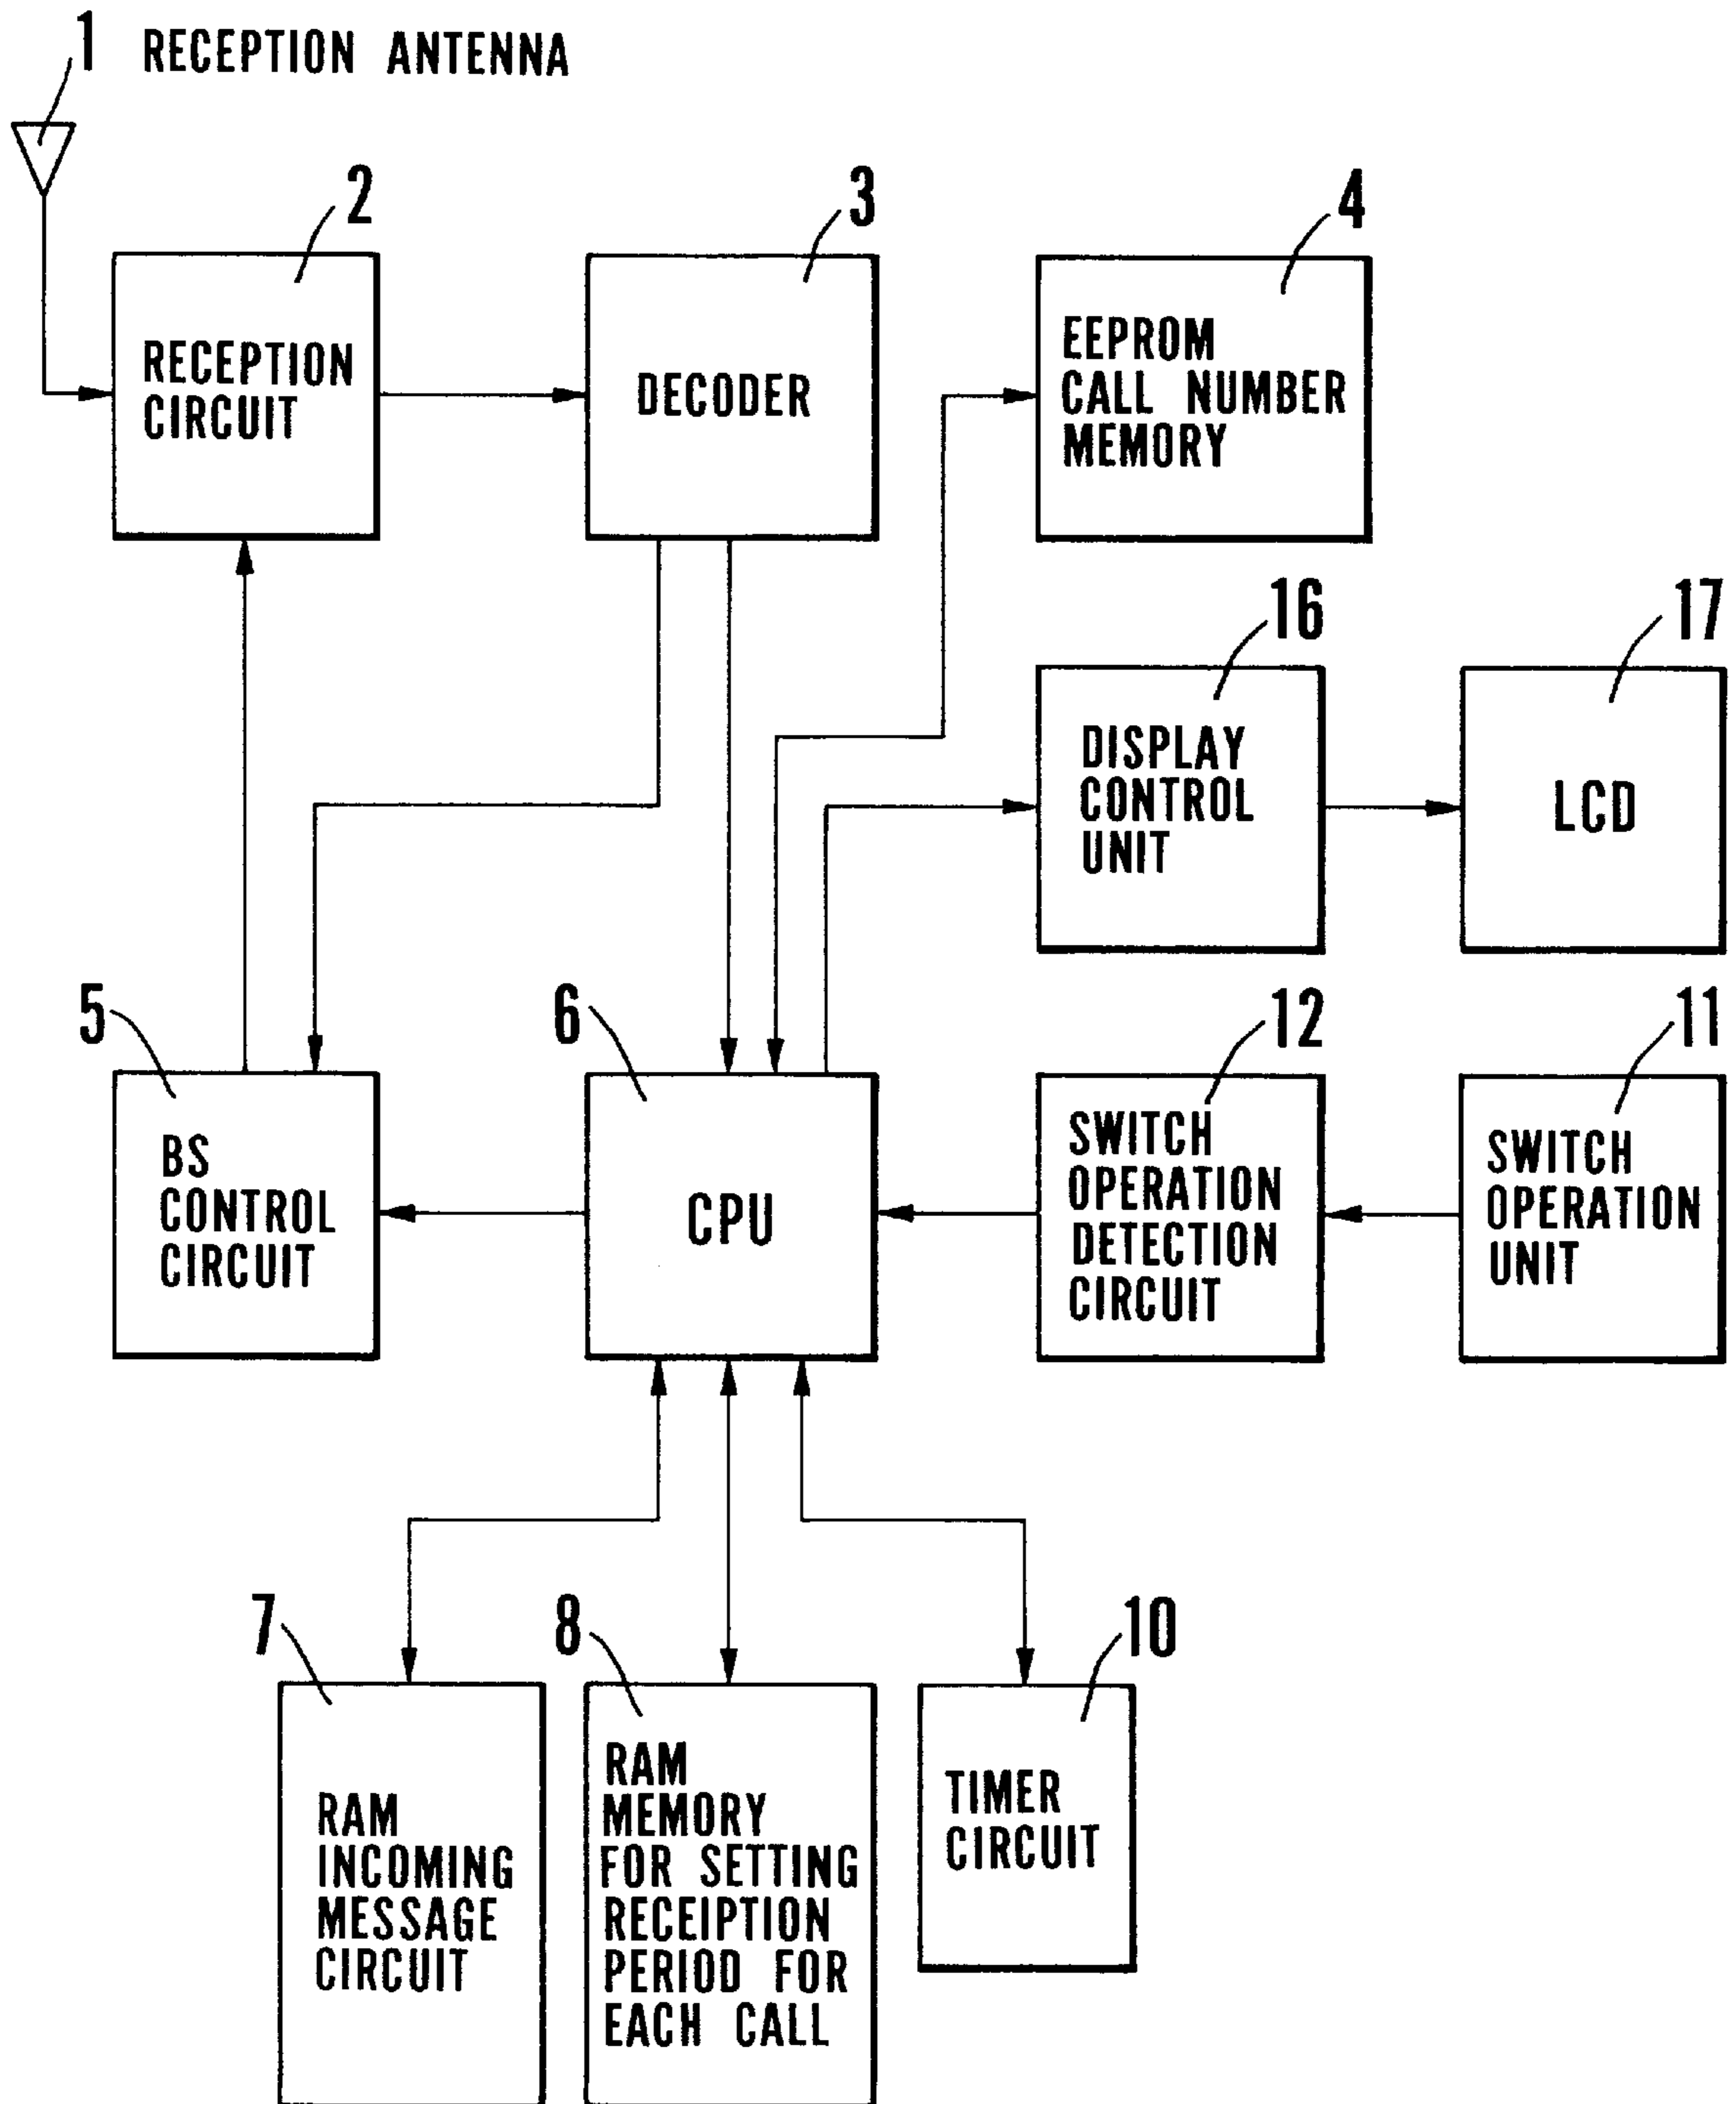 1 RECEPTION ANTENNA
2
3
4
RECEPTION
CIRCUIT
DECODER
EEPROM
CALL NUMBER
MEMORY
16
17
DISPLAY
CONTROL
UNIT
LCD
5
6
12
11
BS
CONTROL
CIRCUIT
CPU
SWITCH
OPERATION
DETECTION
CIRCUIT
SWITCH
OPERATION
UNIT
7
8
10
RAM
INCOMING
MESSAGE
CIRCUIT
RAM
MEMORY
FOR SETTING
RECEIPTION
PERIOD FOR
EACH CALL
TIMER
CIRCUIT